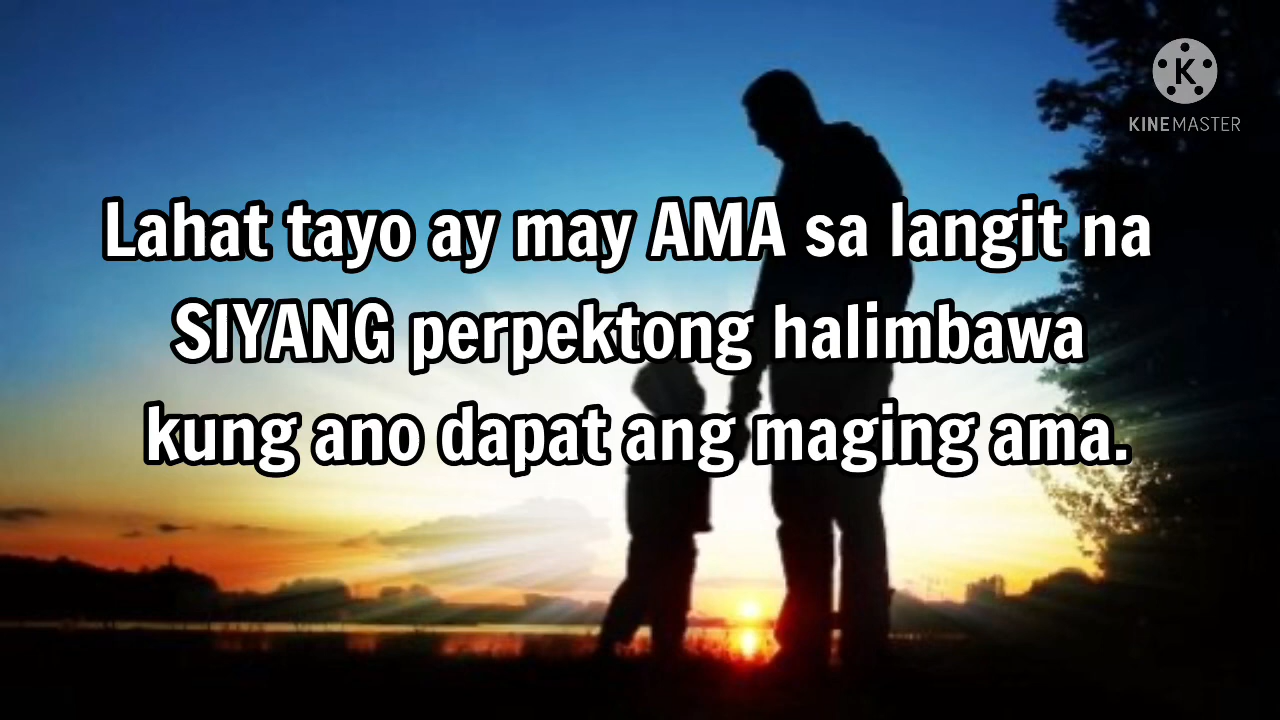 KINEMASTER
Lahat tayo ay may AMA sa langit na
SIYANG perpektong halimbawa
kung ano dapat ang maging ama.